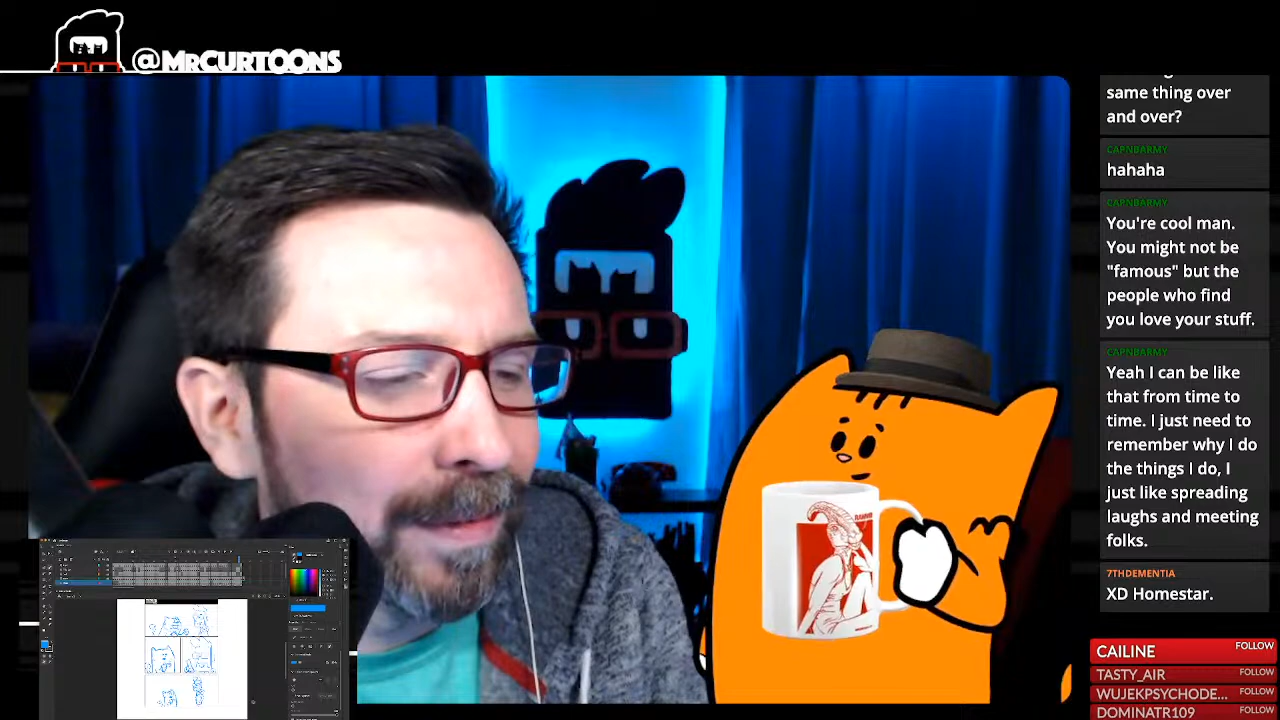 @MrCurtoons
same thing over
and over?
CAPNBARMY
hahaha
CAPNBARMY
You're cool man.
You might not be
"famous" but the
people who find
you love your stuff.
CAPNBARMY
Yeah I can be like
that from time to
time. I just need to
remember why I do
the things I do, I
just like spreading
laughs and meeting
folks.
7THDEMENTIA
XD Homestar.
CAILINE FOLLOW
TASTY_AIR FOLLOW
WUJEKPSYCHODE... FOLLOW
DOMINATR109 FOLLOW